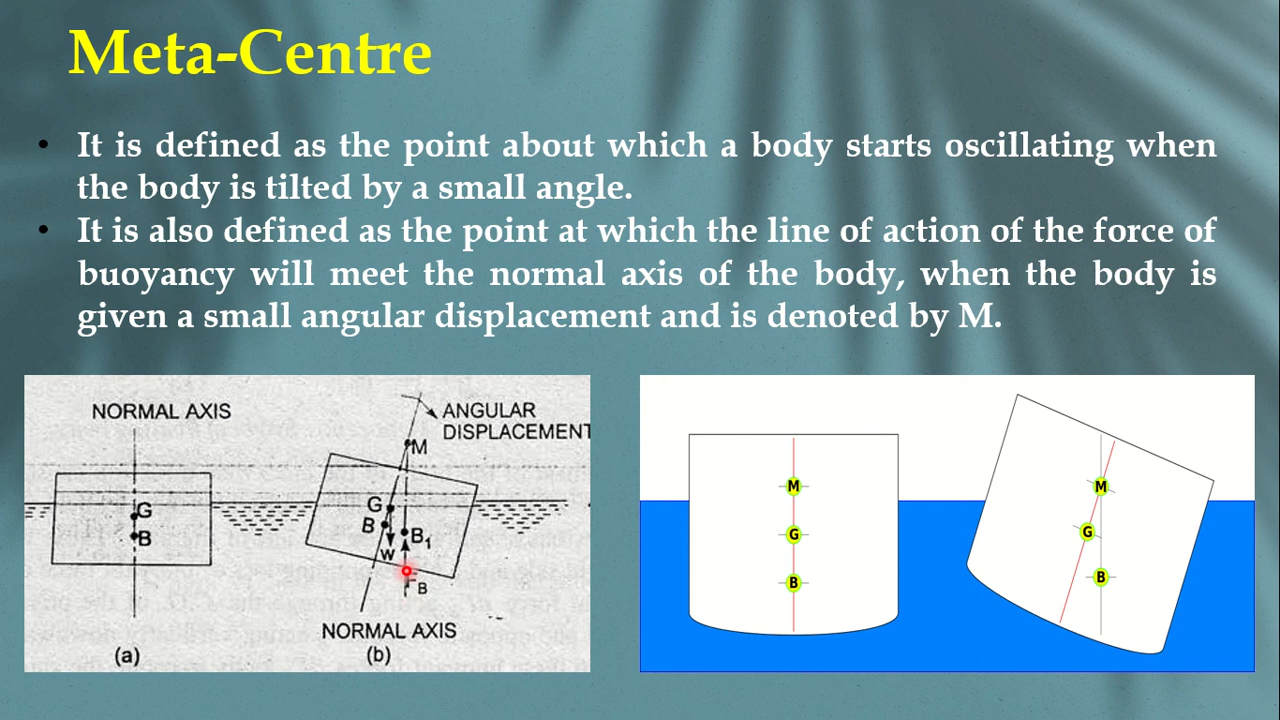 Meta-Centre
• It is defined as the point about which a body starts oscillating when
the body is tilted by a small angle.
• It is also defined as the point at which the line of action of the force of
buoyancy will meet the normal axis of the body, when the body is
given a small angular displacement and is denoted by M.
NORMAL AXIS
G
B
(a)
ANGULAR
DISPLACEMENT
M
G
B
B1
W
FB
NORMAL AXIS
(b)
M
G
B
M
G
B